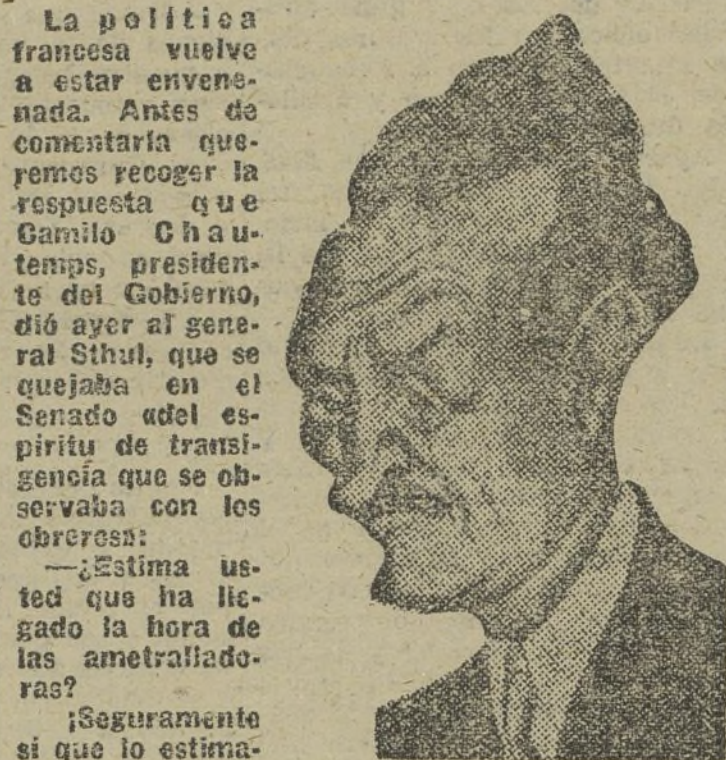 La política
francesa vuelve
a estar envene-
nada. Antes de
comentarla que-
remos recoger la
respuesta que
Camilo Chau-
temps, presiden-
te del Gobierno,
dió ayer al gene-
ral Sthul, que se
quejaba en el
Senado «del es-
píritu de transi-
gencia que se ob-
servaba con los
obreros»:
—¿Estima us-
ted que ha lle-
gado la hora de
las ametrallado-
ras?
¡Seguramente
sí que lo estima-